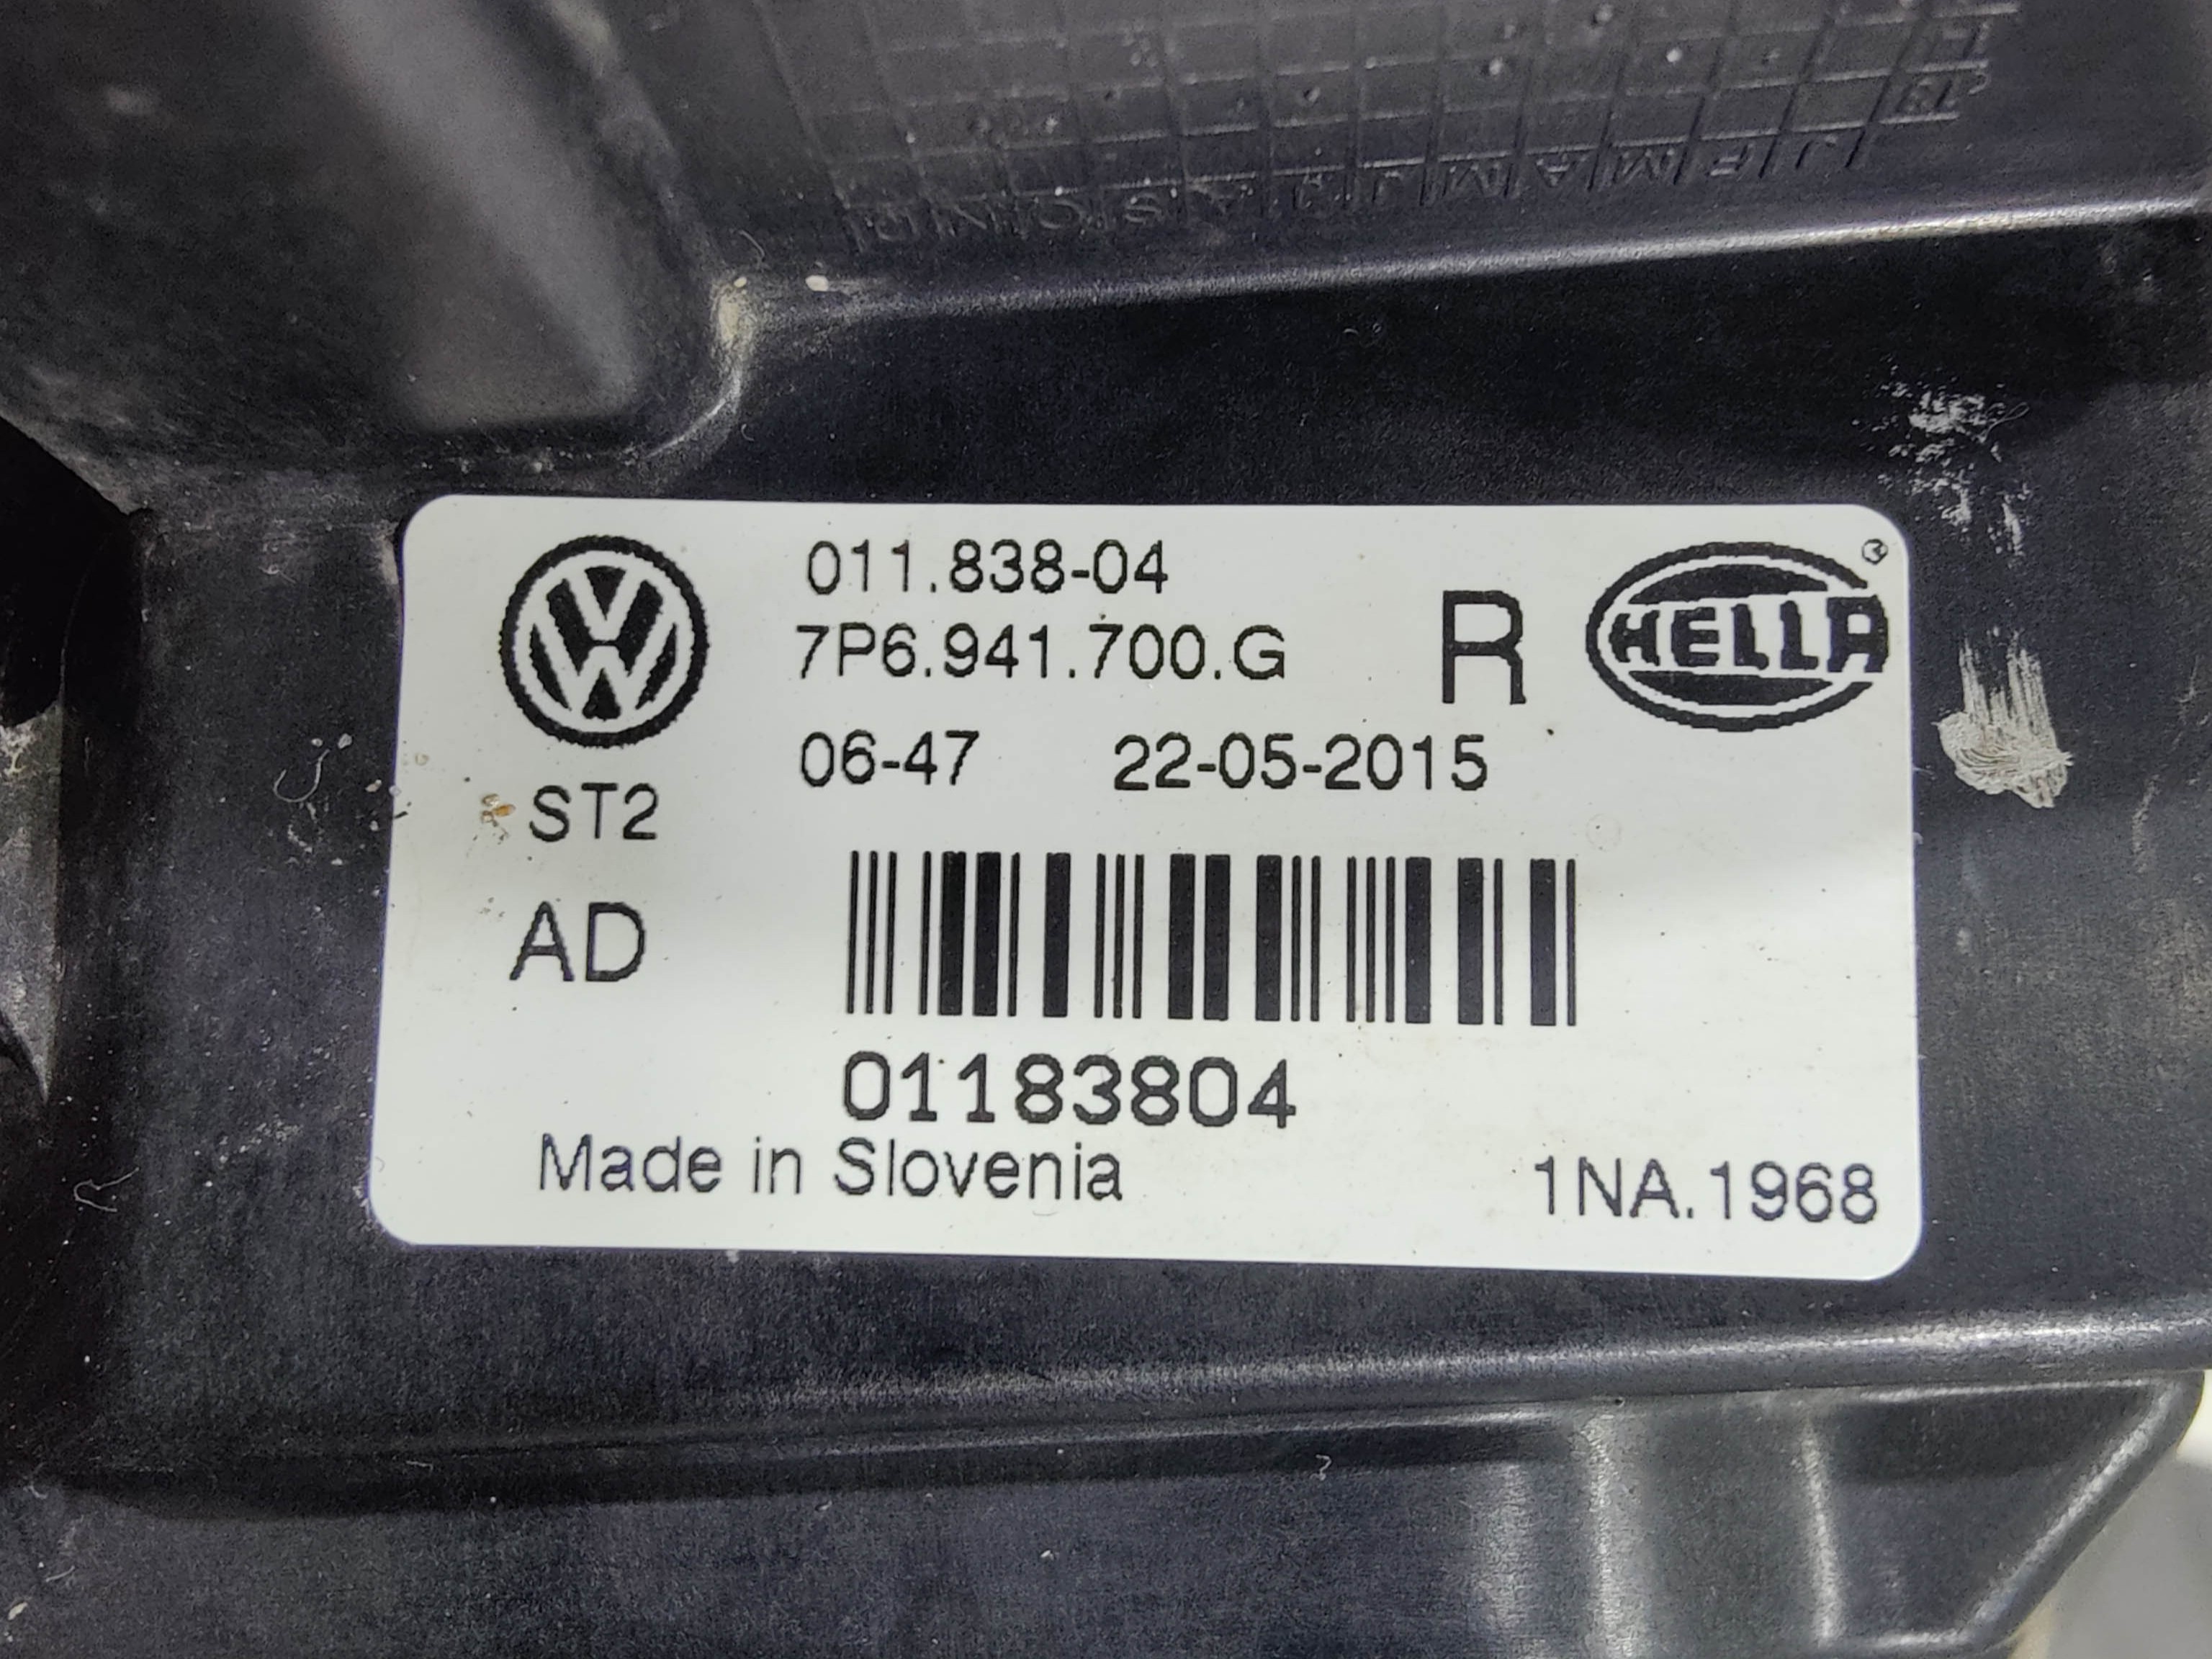 J F M A M J J A S O N D
011.838-04
7P6.941.700.G
R
HELLA
06-47 22-05-2015
ST2
AD
01183804
Made in Slovenia
1NA.1968